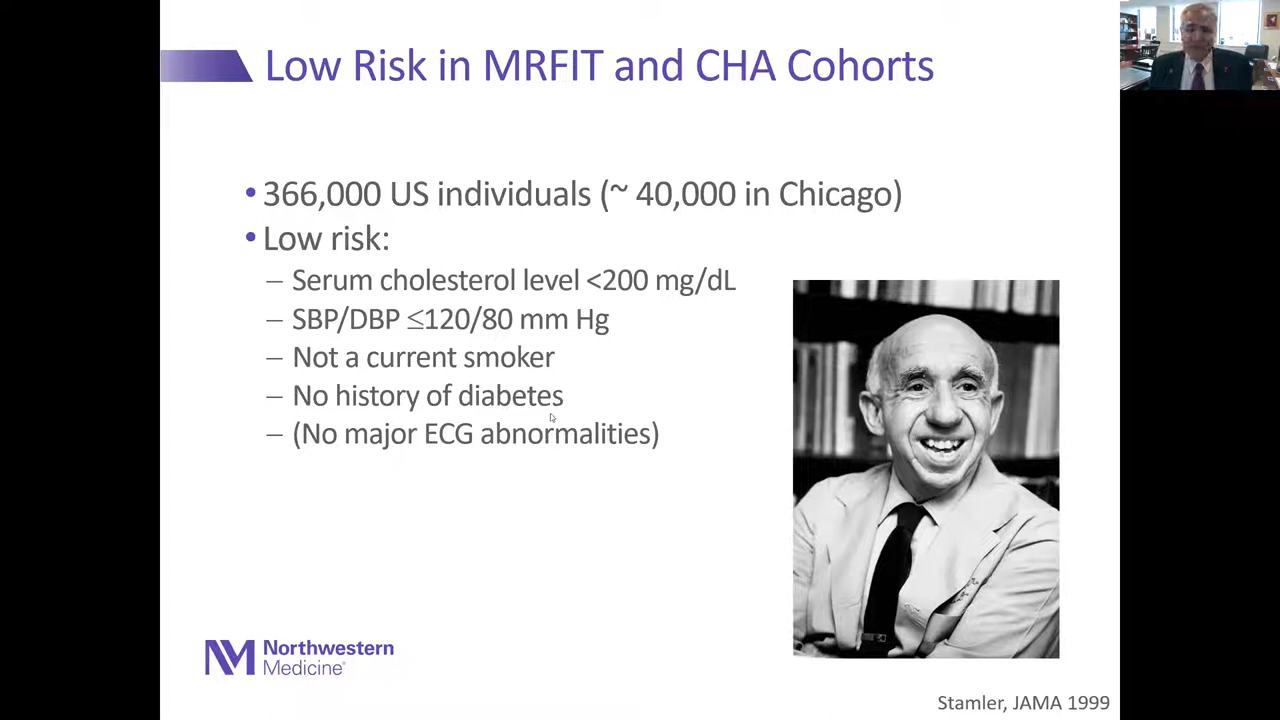 Low Risk in MRFIT and CHA Cohorts
• 366,000 US individuals (~ 40,000 in Chicago)
• Low risk:
– Serum cholesterol level <200 mg/dL
– SBP/DBP ≤120/80 mm Hg
– Not a current smoker
– No history of diabetes
– (No major ECG abnormalities)
NM Northwestern
Medicine®
Stamler, JAMA 1999